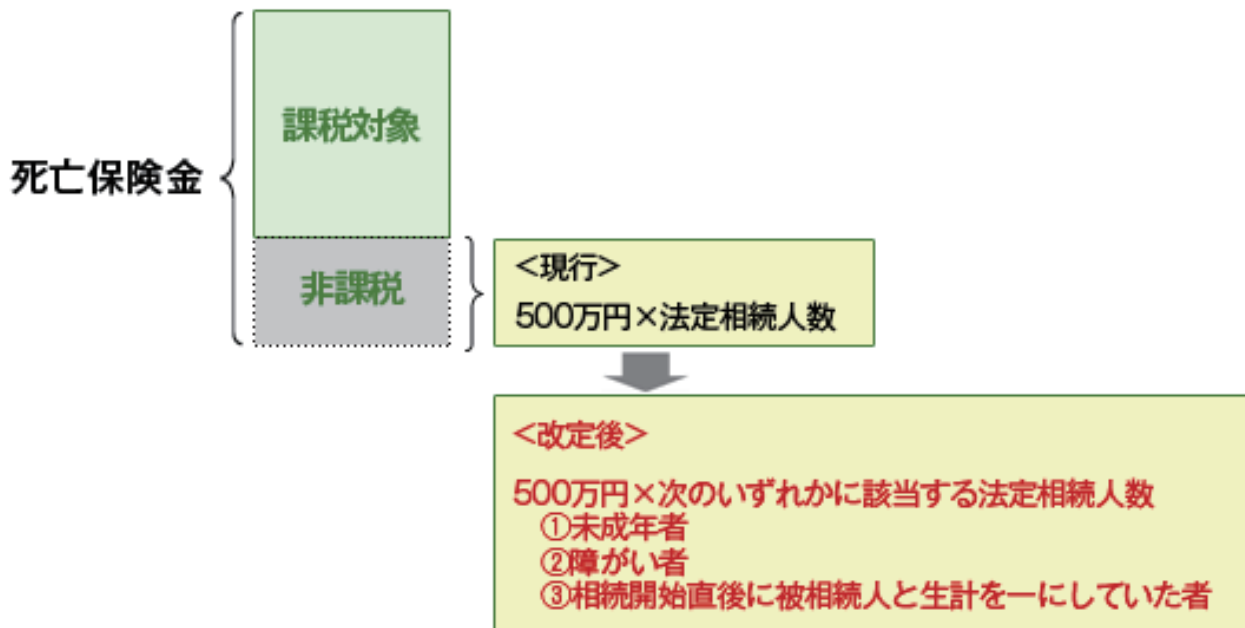 課税対象
死亡保険金
非課税
＜現行＞
500万円×法定相続人数
＜改定後＞
500万円×次のいずれかに該当する法定相続人数
①未成年者
②障がい者
③相続開始直後に被相続人と生計を一にしていた者